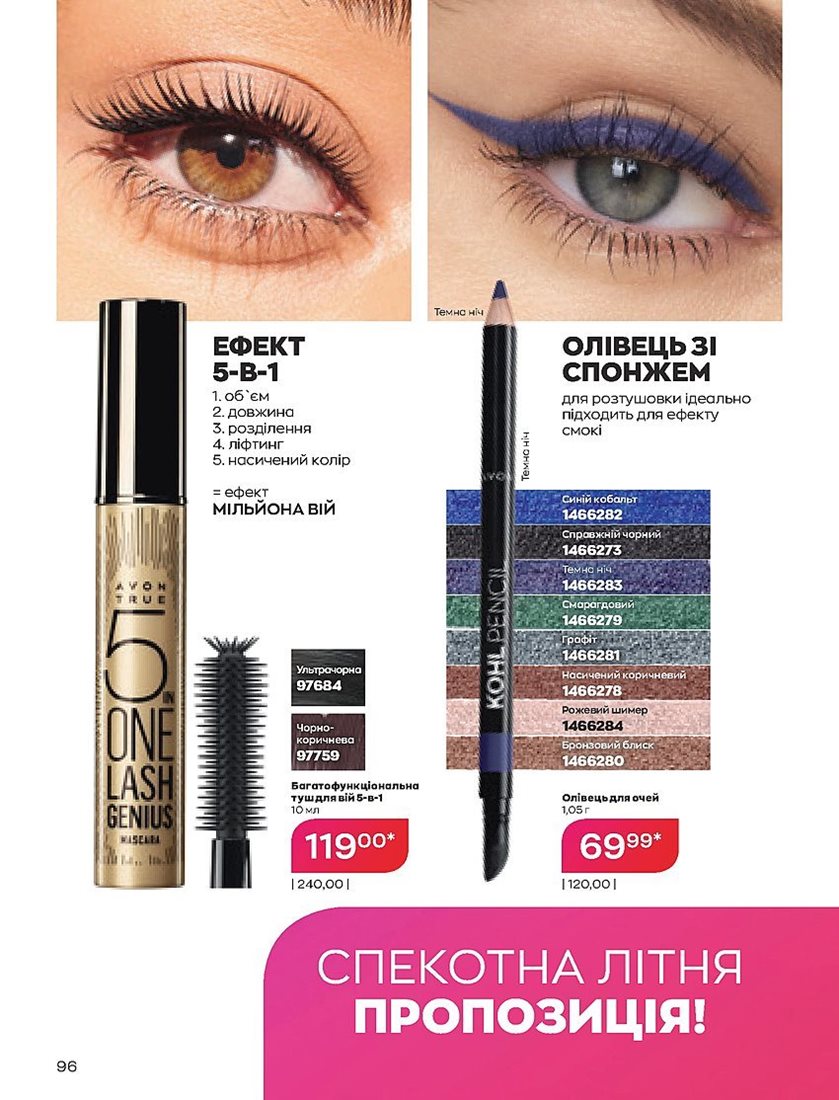 Темна ніч
ЕФЕКТ
5-В-1
1. об`єм
2. довжина
3. розділення
4. ліфтинг
5. насичений колір
= ефект
МІЛЬЙОНА ВІЙ
AVON
TRUE
5
IN
ONE
LASH
GENIUS
MASCARA
Ультрачорна
97684
Чорно-
коричнева
97759
Багатофункціональна
туш для вій 5-в-1
10 мл
11900*
| 240,00 |
ОЛІВЕЦЬ ЗІ
СПОНЖЕМ
для розтушовки ідеально
підходить для ефекту
смокі
Темна ніч
AVON
KOHL PENCIL
Синій кобальт
1466282
Справжній чорний
1466273
Темна ніч
1466283
Смарагдовий
1466279
Графіт
1466281
Насичений коричневий
1466278
Рожевий шимер
1466284
Бронзовий блиск
1466280
Олівець для очей
1,05 г
6999*
| 120,00 |
СПЕКОТНА ЛІТНЯ
ПРОПОЗИЦІЯ!
96